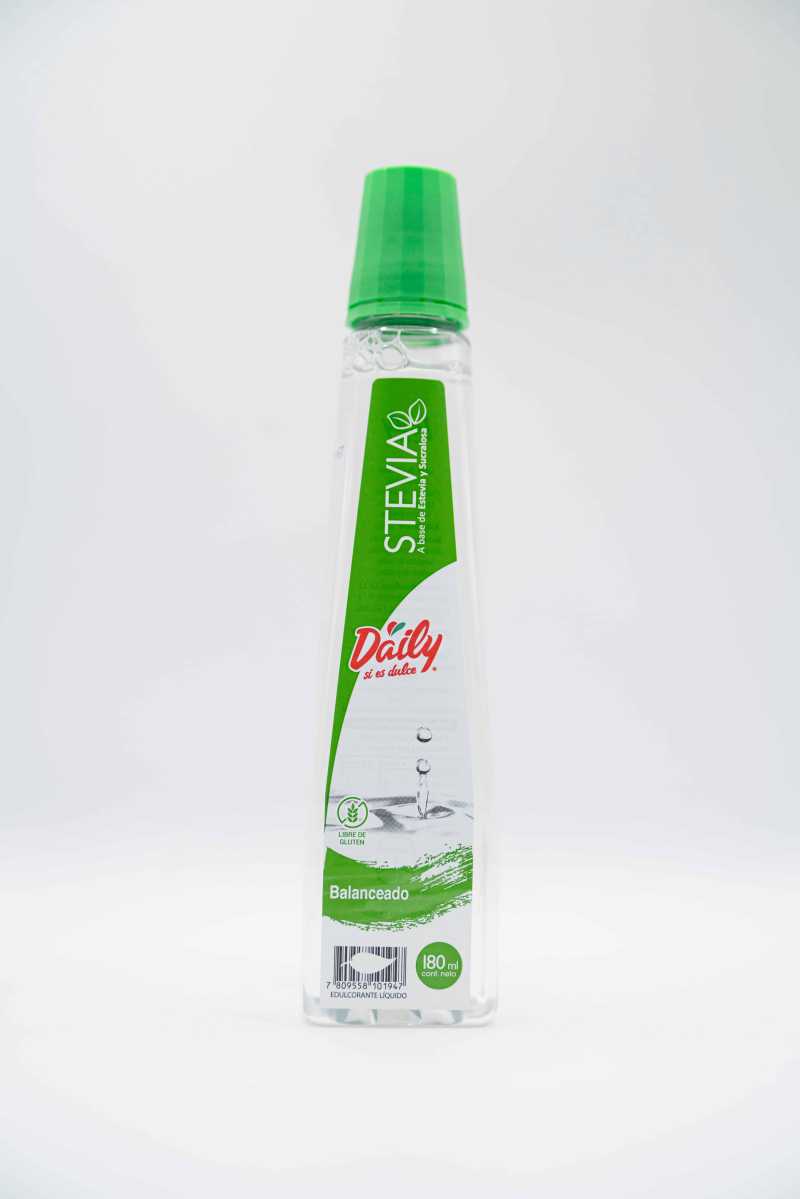 STEVIA
A base de Estevia y Sucralosa
Daily
si es dulce
LIBRE DE
GLUTEN
Balanceado
180 ml
cont. neto
7 809558 101947
EDULCORANTE LÍQUIDO